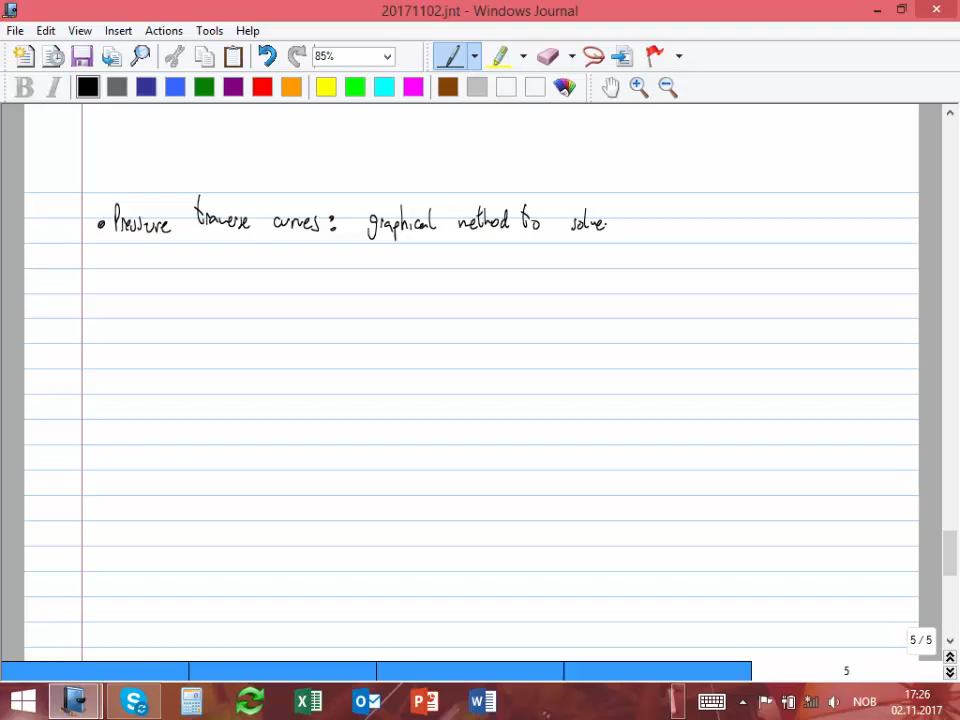 20171102.jnt - Windows Journal
File Edit View Insert Actions Tools Help
85%
B I
• Pressure traverse curves: graphical method to solve
5 / 5
5
NOB
17:26
02.11.2017